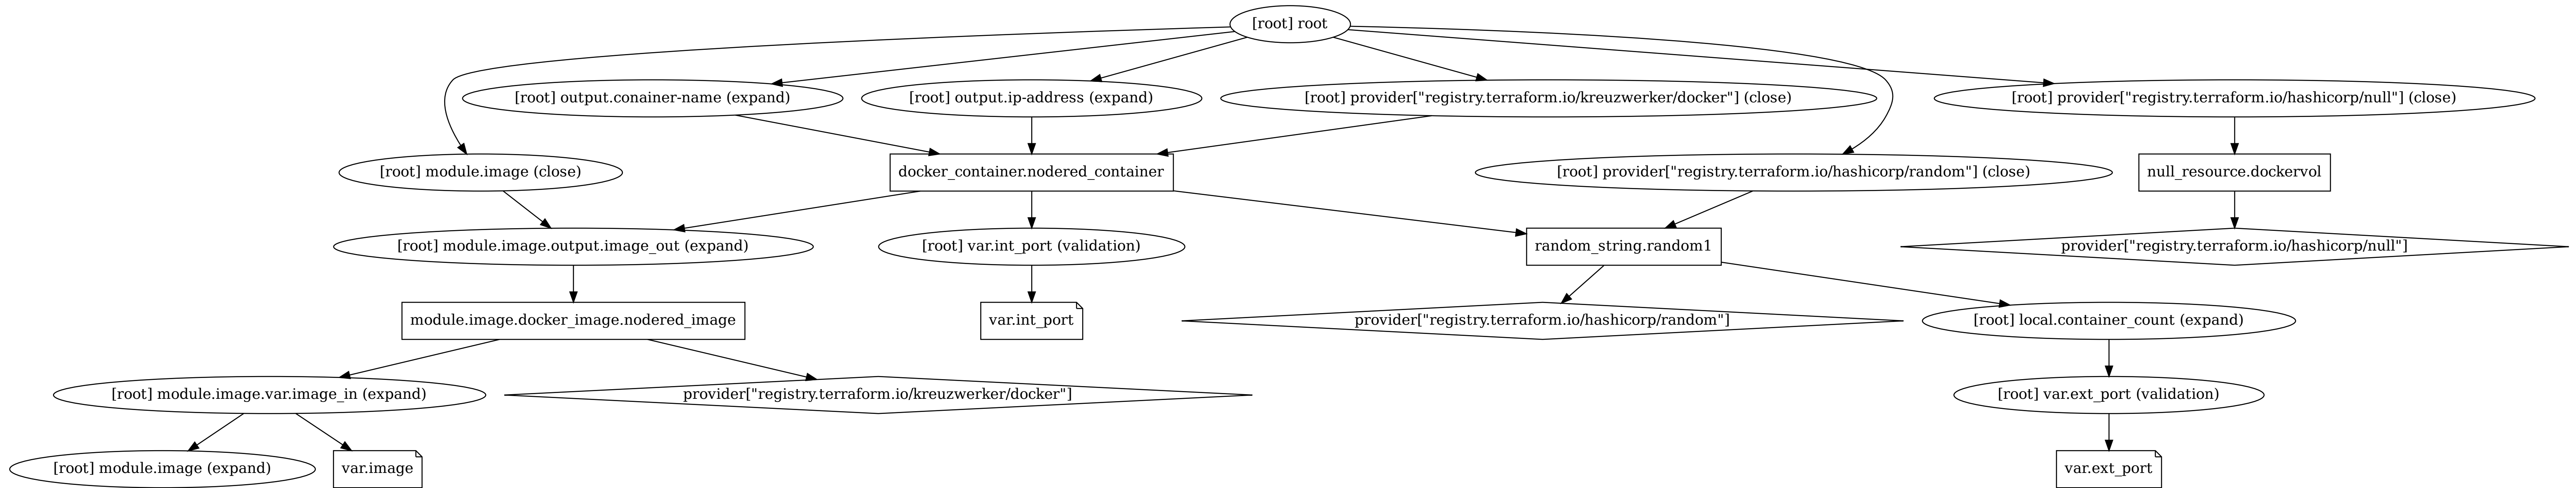 [root] root
[root] output.conainer-name (expand)
[root] output.ip-address (expand)
[root] provider["registry.terraform.io/kreuzwerker/docker"] (close)
[root] provider["registry.terraform.io/hashicorp/null"] (close)
[root] module.image (close)
docker_container.nodered_container
[root] provider["registry.terraform.io/hashicorp/random"] (close)
null_resource.dockervol
[root] module.image.output.image_out (expand)
[root] var.int_port (validation)
random_string.random1
provider["registry.terraform.io/hashicorp/null"]
module.image.docker_image.nodered_image
var.int_port
provider["registry.terraform.io/hashicorp/random"]
[root] local.container_count (expand)
[root] module.image.var.image_in (expand)
provider["registry.terraform.io/kreuzwerker/docker"]
[root] var.ext_port (validation)
[root] module.image (expand)
var.image
var.ext_port